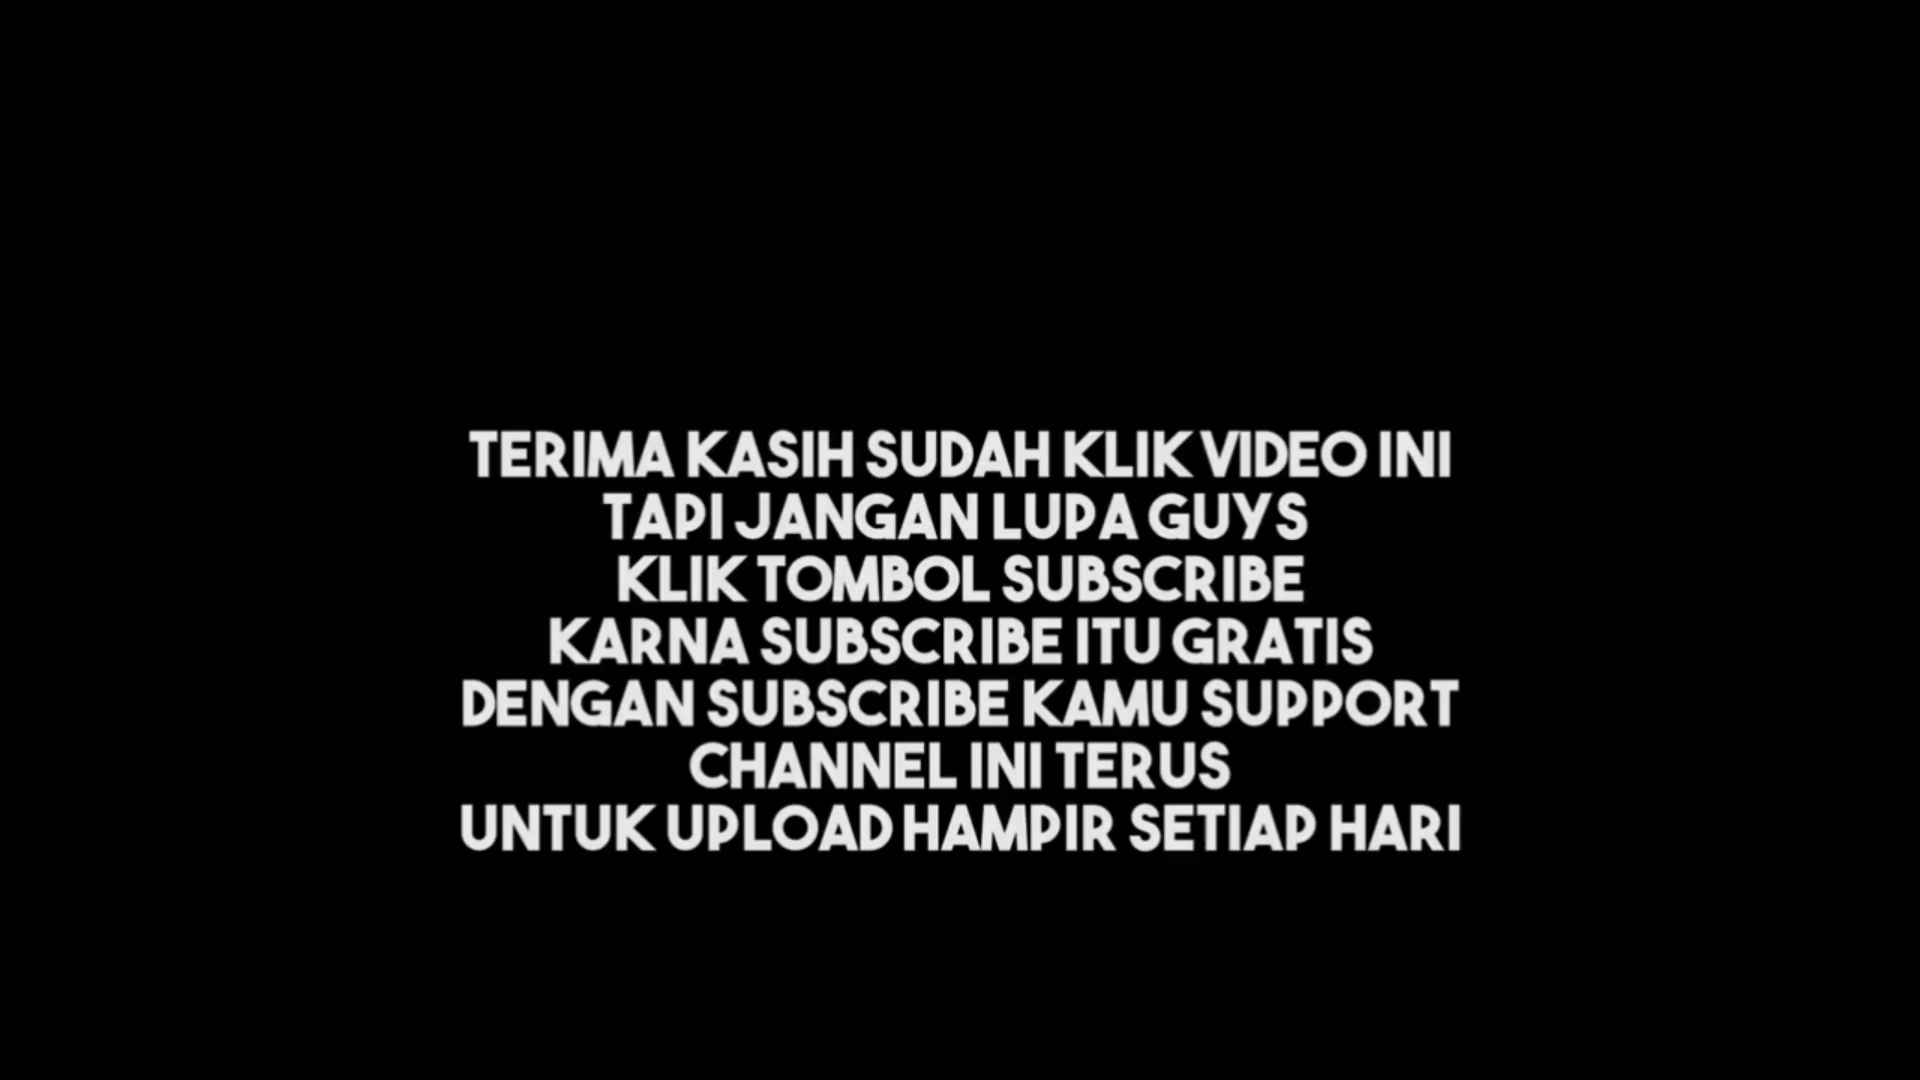 TERIMA KASIH SUDAH KLIK VIDEO INI
TAPI JANGAN LUPA GUYS
KLIK TOMBOL SUBSCRIBE
KARNA SUBSCRIBE ITU GRATIS
DENGAN SUBSCRIBE KAMU SUPPORT
CHANNEL INI TERUS
UNTUK UPLOAD HAMPIR SETIAP HARI